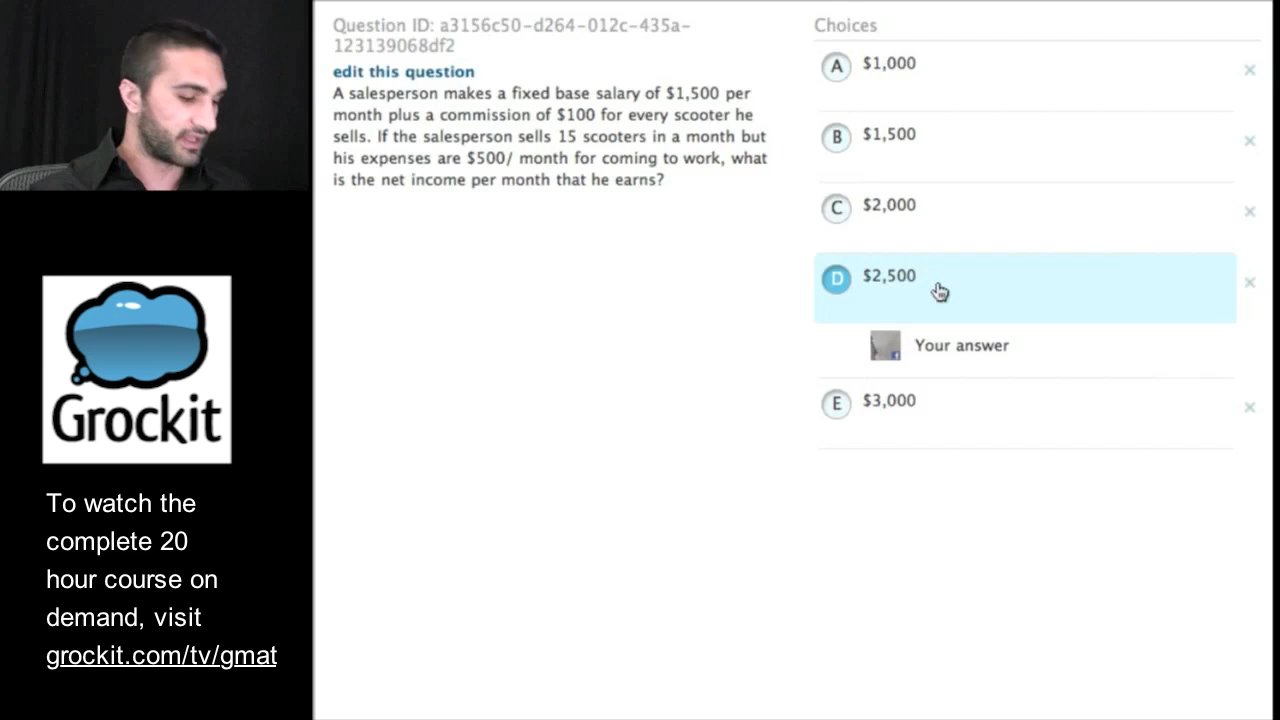 Question ID: a3156c50-d264-012c-435a-
123139068df2
edit this question
A salesperson makes a fixed base salary of $1,500 per
month plus a commission of $100 for every scooter he
sells. If the salesperson sells 15 scooters in a month but
his expenses are $500/ month for coming to work, what
is the net income per month that he earns?
Choices
A $1,000
B $1,500
C $2,000
D $2,500
Your answer
E $3,000
Grockit
To watch the
complete 20
hour course on
demand, visit
grockit.com/tv/gmat